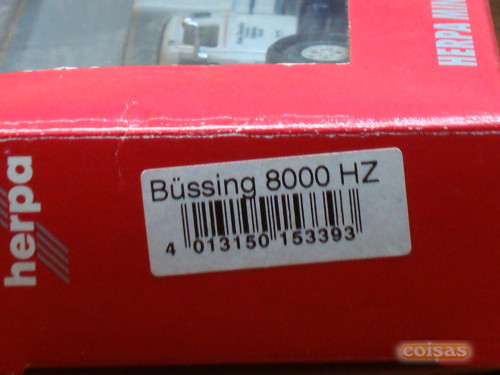 HERPA MIN
herpa
Büssing 8000 HZ
4 013150 153393
coisas